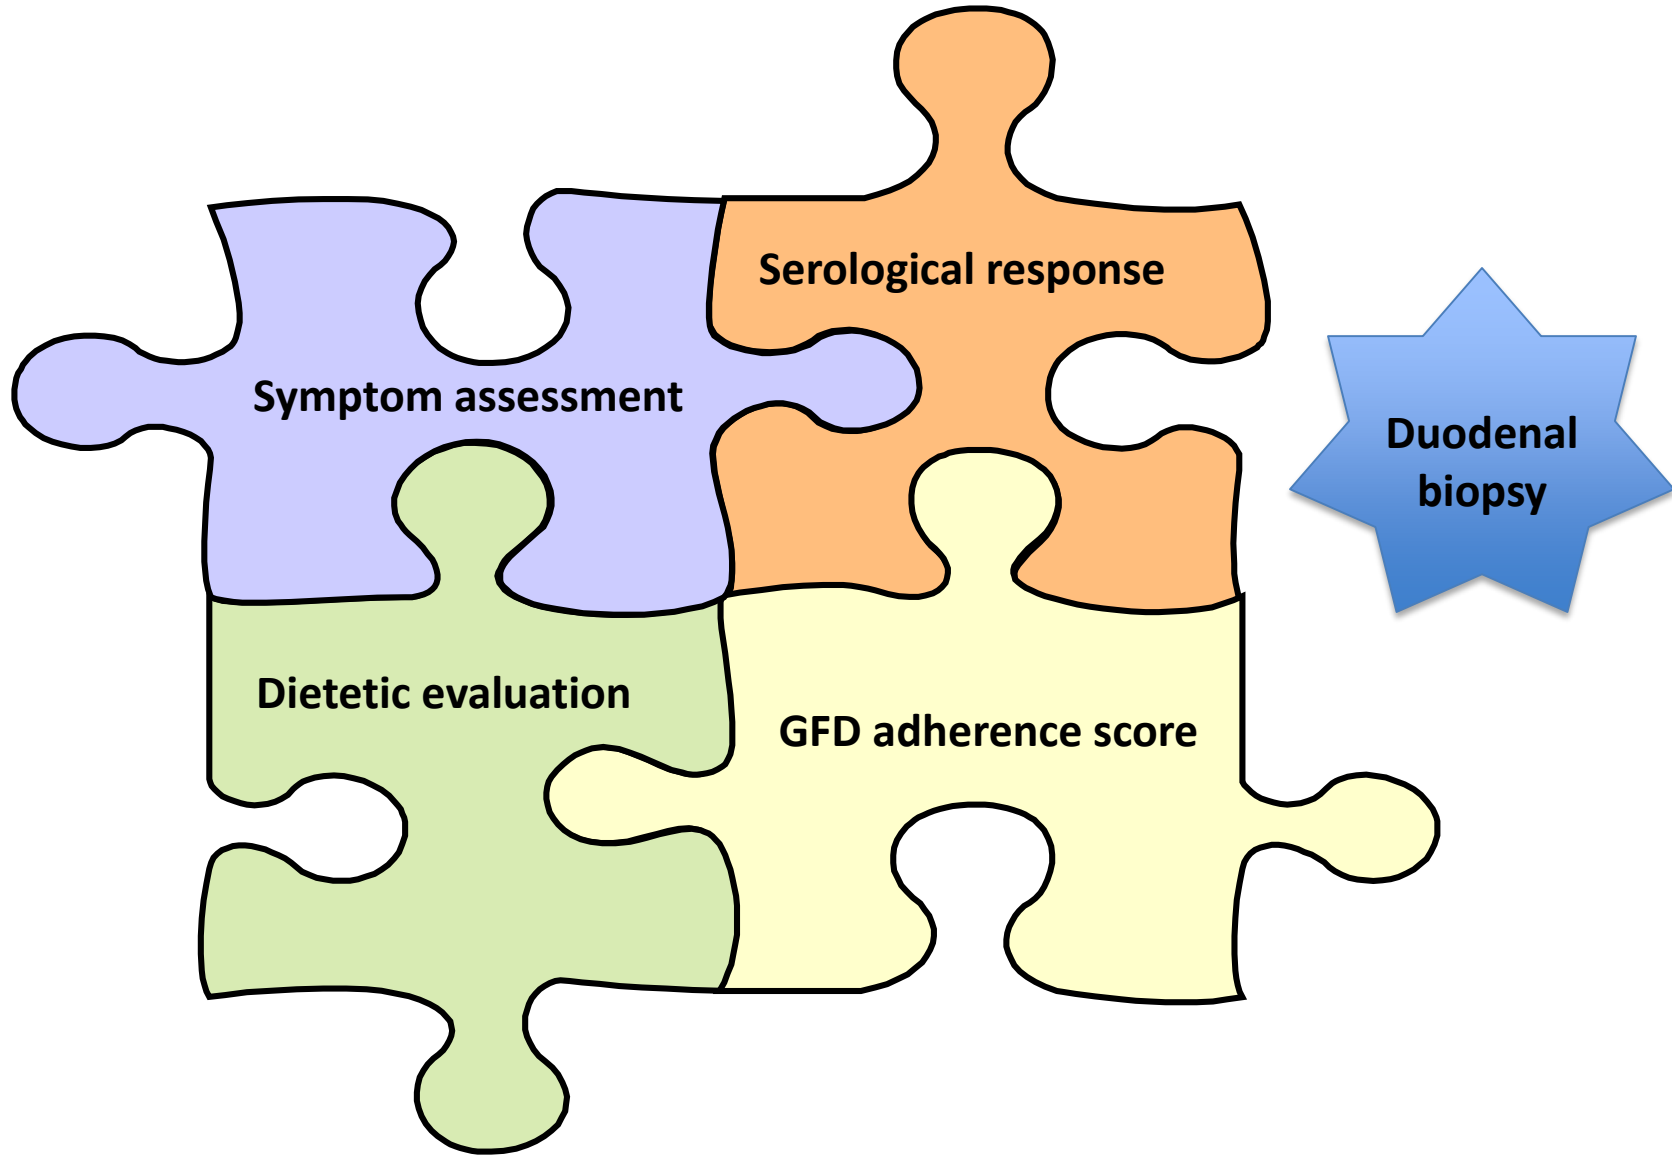 Serological response
Symptom assessment
Duodenal
biopsy
Dietetic evaluation
GFD adherence score